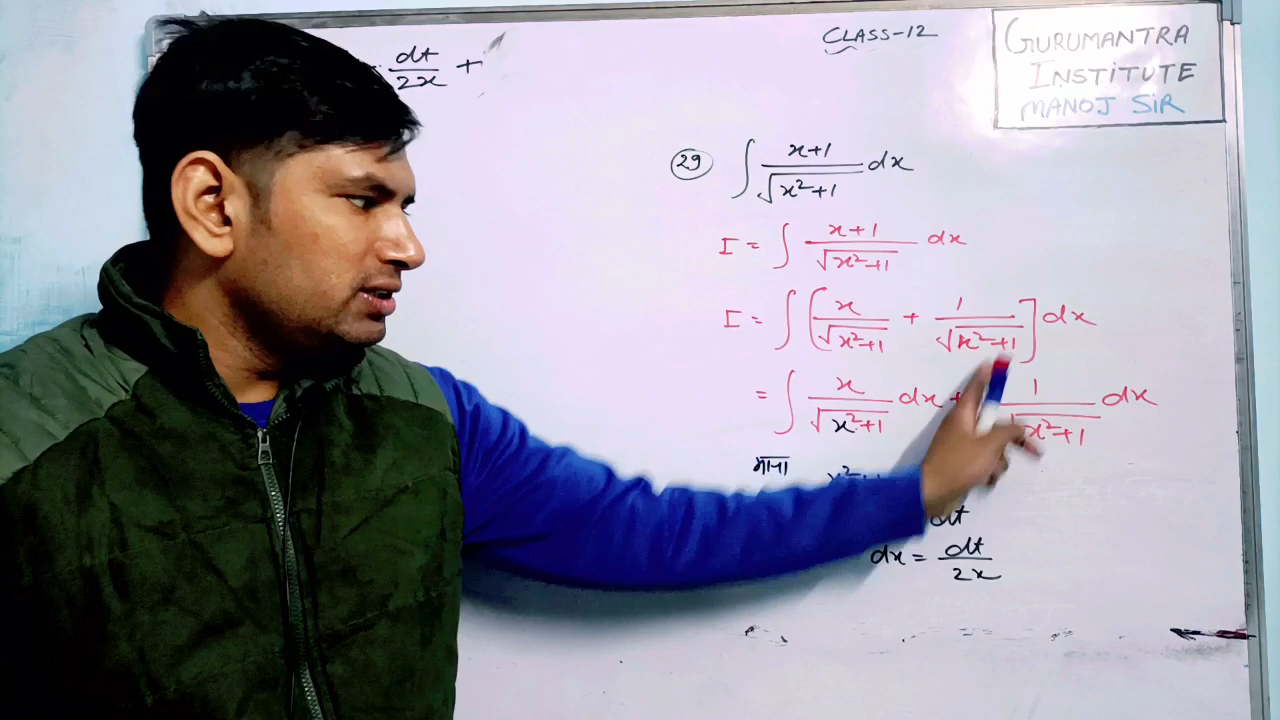 dt/2x +
CLASS-12
GURUMANTRA
INSTITUTE
MANOJ SIR
(29) ∫ x+1/√x²+1 dx
I = ∫ x+1/√x²+1 dx
I = ∫ [x/√x²+1 + 1/√x²+1] dx
= ∫ x/√x²+1 dx + 1/√x²+1 dx
माना
dt
dx = dt/2x